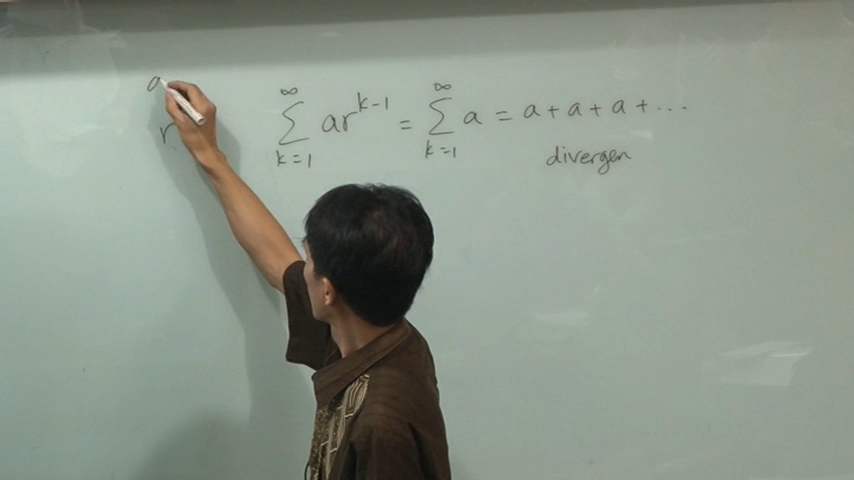 a
r
∞ ∞
∑ ar^{k-1} = ∑ a = a + a + a + ...
k=1 k=1
divergen